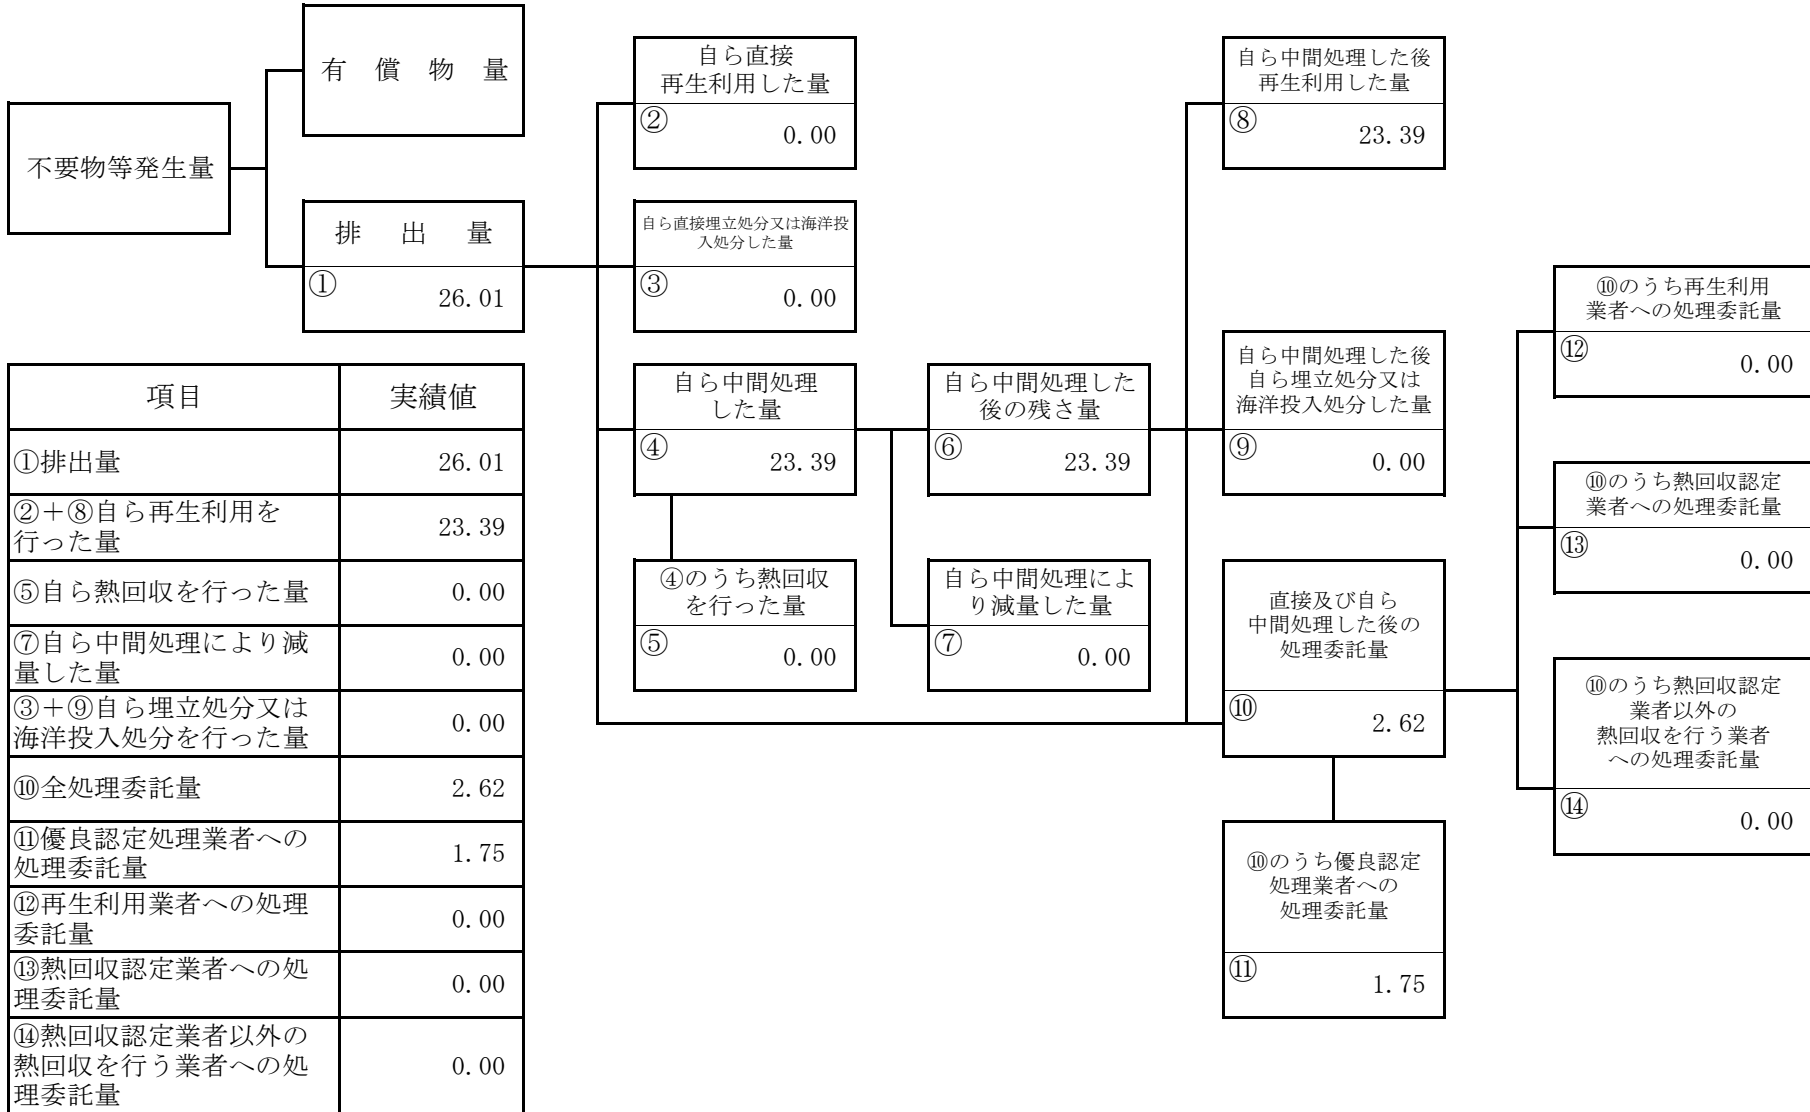 有償物量
不要物等発生量
排出量
①
26.01
自ら直接
再生利用した量
②
0.00
自ら直接埋立処分又は海洋投
入処分した量
③
0.00
自ら中間処理
した量
④
23.39
④のうち熱回収
を行った量
⑤
0.00
自ら中間処理した
後の残さ量
⑥
23.39
自ら中間処理によ
り減量した量
⑦
0.00
自ら中間処理した後
再生利用した量
⑧
23.39
自ら中間処理した後
自ら埋立処分又は
海洋投入処分した量
⑨
0.00
直接及び自ら
中間処理した後の
処理委託量
⑩
2.62
⑩のうち優良認定
処理業者への
処理委託量
⑪
1.75
⑩のうち再生利用
業者への処理委託量
⑫
0.00
⑩のうち熱回収認定
業者への処理委託量
⑬
0.00
⑩のうち熱回収認定
業者以外の
熱回収を行う業者
への処理委託量
⑭
0.00
項目 実績値
①排出量 26.01
②+⑧自ら再生利用を
行った量 23.39
⑤自ら熱回収を行った量 0.00
⑦自ら中間処理により減
量した量 0.00
③+⑨自ら埋立処分又は
海洋投入処分を行った量 0.00
⑩全処理委託量 2.62
⑪優良認定処理業者への
処理委託量 1.75
⑫再生利用業者への処理
委託量 0.00
⑬熱回収認定業者への処
理委託量 0.00
⑭熱回収認定業者以外の
熱回収を行う業者への処
理委託量 0.00